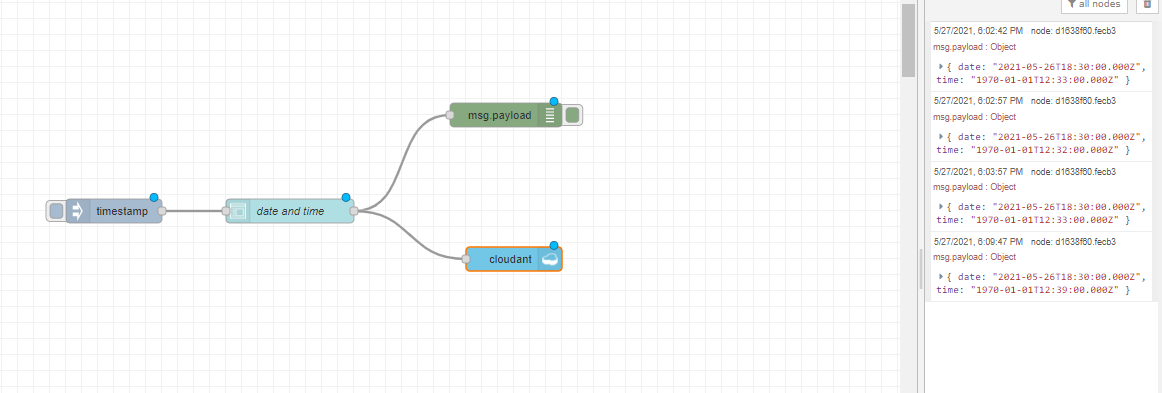 all nodes
5/27/2021, 6:02:42 PM node: d1638f60.fecb3
msg.payload : Object
{ date: "2021-05-26T18:30:00.000Z",
time: "1970-01-01T12:33:00.000Z" }
5/27/2021, 6:02:57 PM node: d1638f60.fecb3
msg.payload : Object
{ date: "2021-05-26T18:30:00.000Z",
time: "1970-01-01T12:32:00.000Z" }
5/27/2021, 6:03:57 PM node: d1638f60.fecb3
msg.payload : Object
{ date: "2021-05-26T18:30:00.000Z",
time: "1970-01-01T12:33:00.000Z" }
5/27/2021, 6:09:47 PM node: d1638f60.fecb3
msg.payload : Object
{ date: "2021-05-26T18:30:00.000Z",
time: "1970-01-01T12:39:00.000Z" }
msg.payload
timestamp
date and time
cloudant